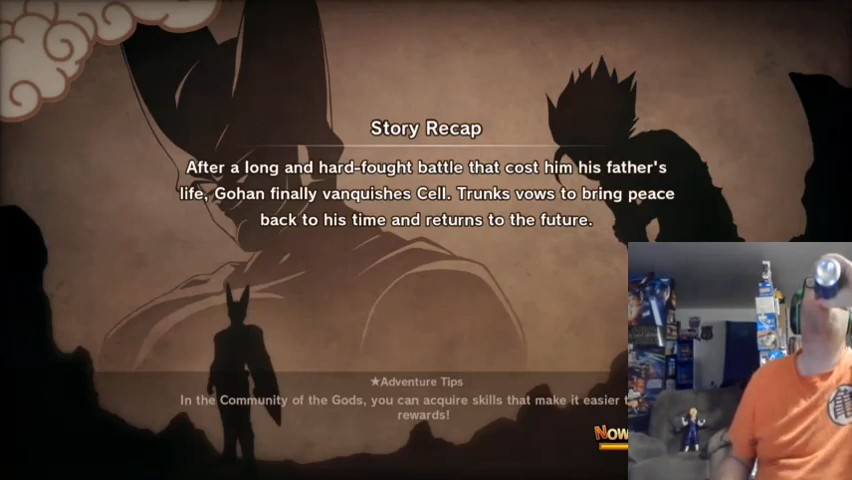 Story Recap
After a long and hard-fought battle that cost him his father's
life, Gohan finally vanquishes Cell. Trunks vows to bring peace
back to his time and returns to the future.
★Adventure Tips
In the Community of the Gods, you can acquire skills that make it easier
rewards!
Now